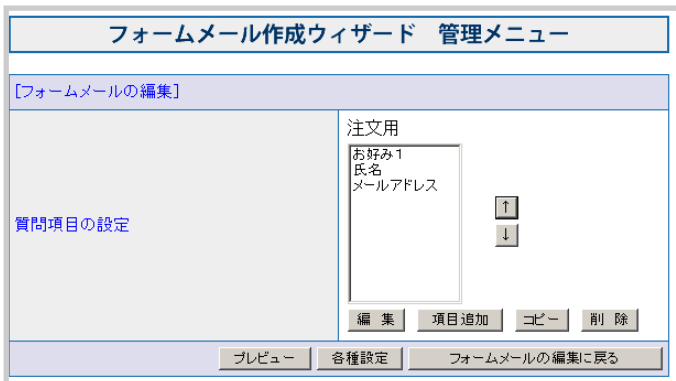 フォームメール作成ウィザード　管理メニュー
[フォームメールの編集]
注文用
お好み１
氏名
メールアドレス
質問項目の設定
↑
↓
編　集
項目追加
コピー
削　除
プレビュー
各種設定
フォームメールの編集に戻る